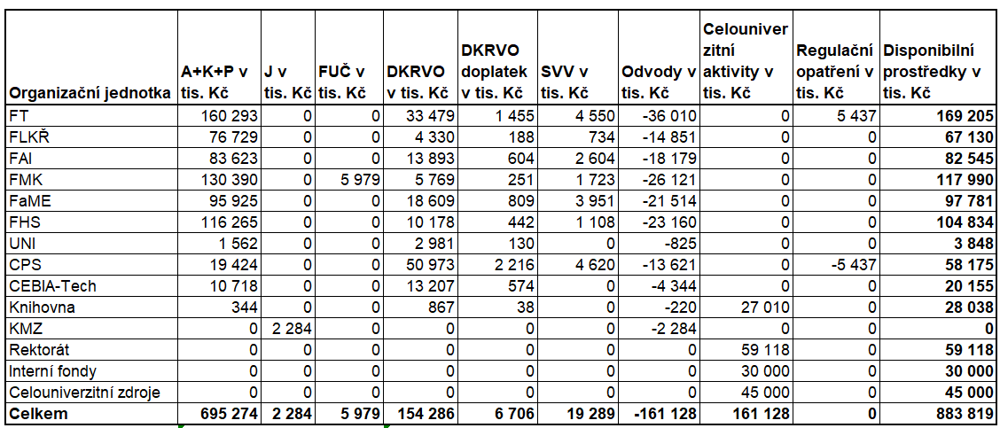 Organizační jednotka A+K+P v tis. Kč J v tis. Kč FUČ v tis. Kč DKRVO v tis. Kč DKRVO doplatek v tis. Kč SVV v tis. Kč Odvody v tis. Kč Celouniver zitní aktivity v tis. Kč Regulační opatření v tis. Kč Disponibilní prostředky v tis. Kč
FT 160 293 0 0 33 479 1 455 4 550 -36 010 0 5 437 169 205
FLKŘ 76 729 0 0 4 330 188 734 -14 851 0 0 67 130
FAI 83 623 0 0 13 893 604 2 604 -18 179 0 0 82 545
FMK 130 390 0 5 979 5 769 251 1 723 -26 121 0 0 117 990
FaME 95 925 0 0 18 609 809 3 951 -21 514 0 0 97 781
FHS 116 265 0 0 10 178 442 1 108 -23 160 0 0 104 834
UNI 1 562 0 0 2 981 130 0 -825 0 0 3 848
CPS 19 424 0 0 50 973 2 216 4 620 -13 621 0 -5 437 58 175
CEBIA-Tech 10 718 0 0 13 207 574 0 -4 344 0 0 20 155
Knihovna 344 0 0 867 38 0 -220 27 010 0 28 038
KMZ 0 2 284 0 0 0 0 -2 284 0 0 0
Rektorát 0 0 0 0 0 0 0 59 118 0 59 118
Interní fondy 0 0 0 0 0 0 0 30 000 0 30 000
Celouniverzitní zdroje 0 0 0 0 0 0 0 45 000 0 45 000
Celkem 695 274 2 284 5 979 154 286 6 706 19 289 -161 128 161 128 0 883 819